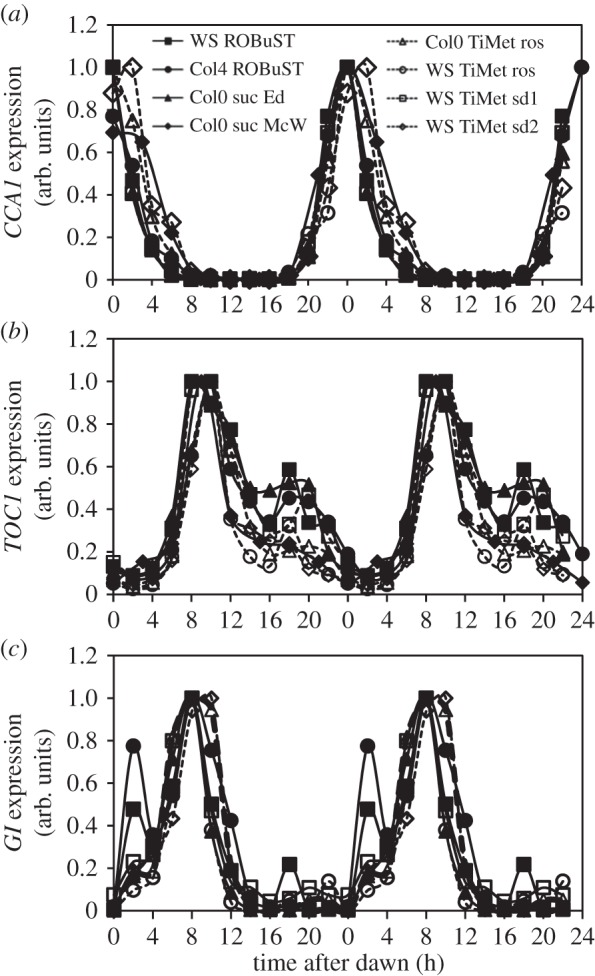 (a)
1.2
1.0
0.8
0.6
0.4
0.2
0
CCA1 expression
(arb. units)
WS ROBuST
Col4 ROBuST
Col0 suc Ed
Col0 suc McW
Col0 TiMet ros
WS TiMet ros
WS TiMet sd1
WS TiMet sd2
0 4 8 12 16 20 0 4 8 12 16 20 24
(b)
1.2
1.0
0.8
0.6
0.4
0.2
0
TOC1 expression
(arb. units)
0 4 8 12 16 20 0 4 8 12 16 20 24
(c)
1.2
1.0
0.8
0.6
0.4
0.2
0
GI expression
(arb. units)
0 4 8 12 16 20 0 4 8 12 16 20 24
time after dawn (h)